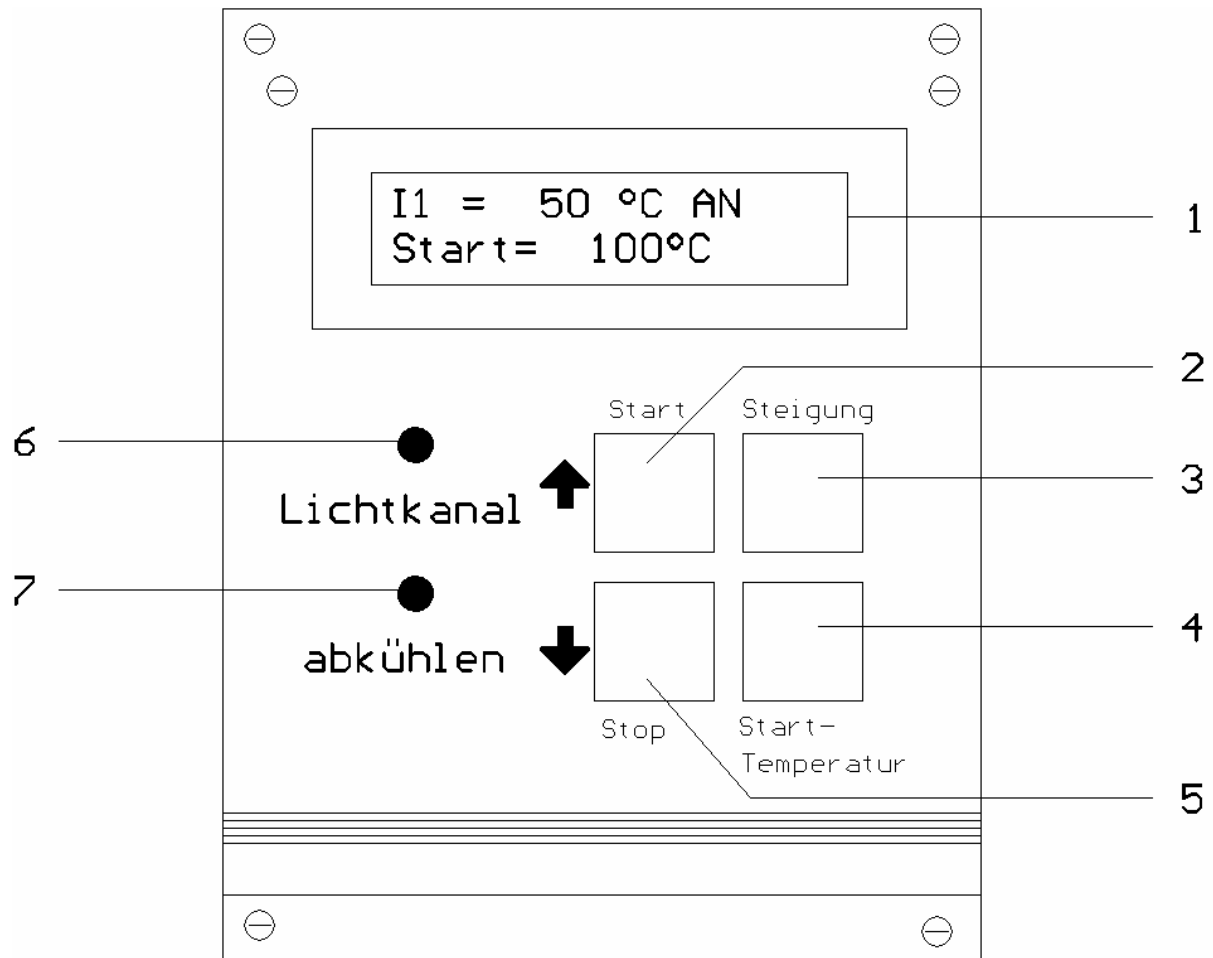 I1 = 50 °C AN
Start= 100°C
1
2
Start
Steigung
6
3
Lichtkanal
7
4
abkühlen
Stop
Start-
Temperatur
5